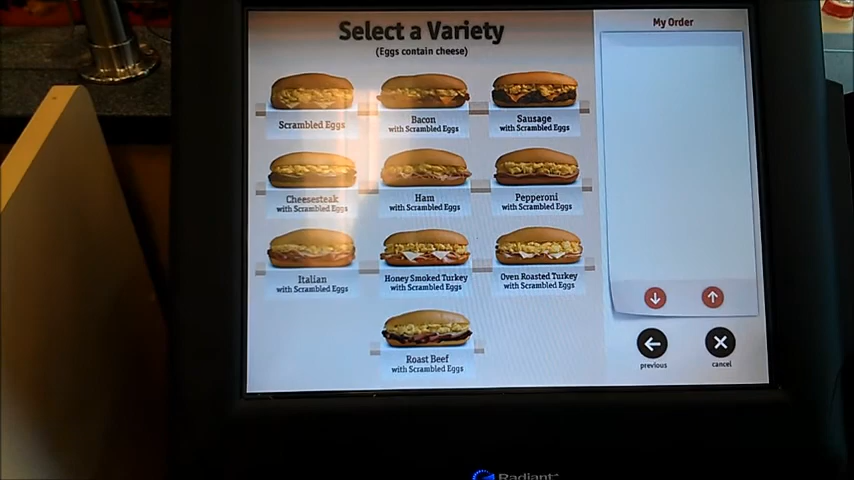 Select a Variety
(Eggs contain cheese)
My Order
Scrambled Eggs
Bacon
with Scrambled Eggs
Sausage
with Scrambled Eggs
Cheesesteak
with Scrambled Eggs
Ham
with Scrambled Eggs
Pepperoni
with Scrambled Eggs
Italian
with Scrambled Eggs
Honey Smoked Turkey
with Scrambled Eggs
Oven Roasted Turkey
with Scrambled Eggs
Roast Beef
with Scrambled Eggs
previous
cancel
Radiant